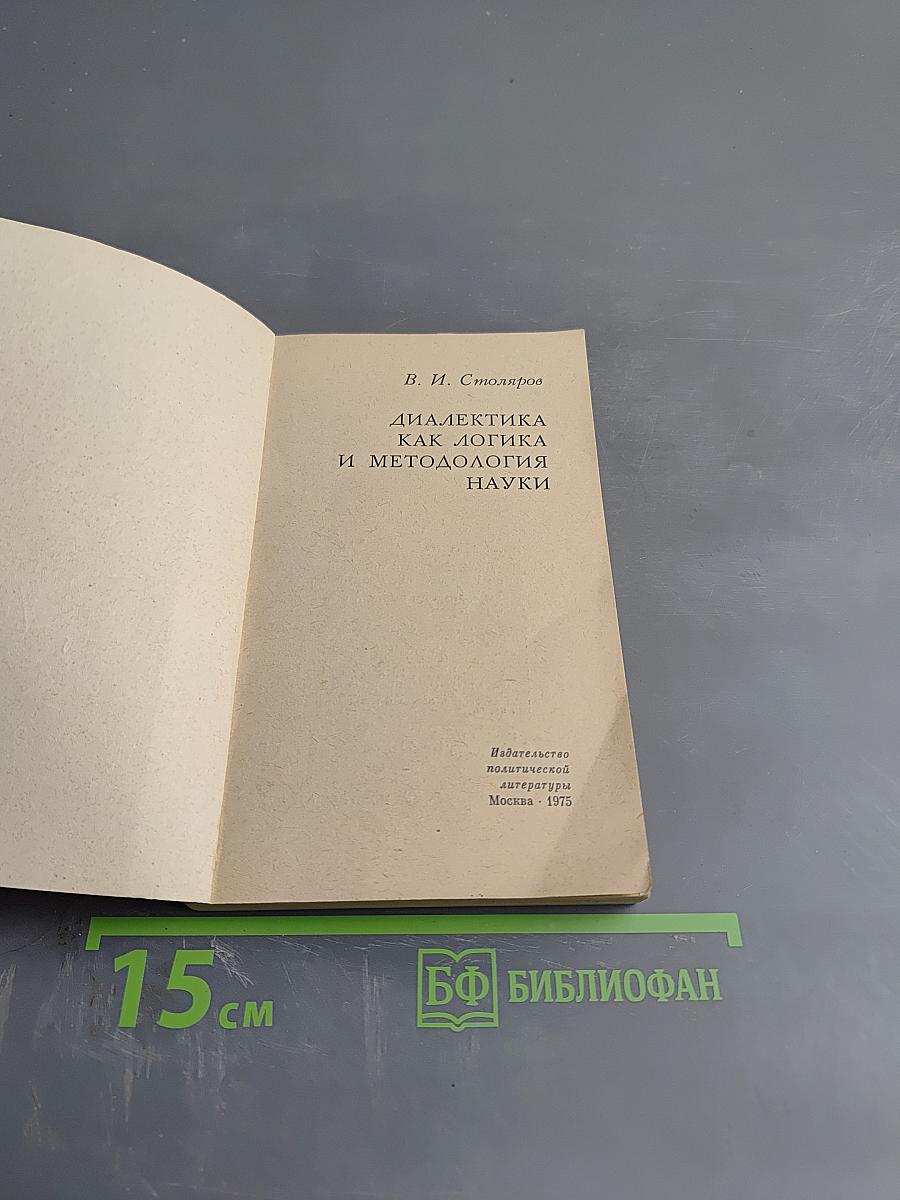 В. И. Столяров
ДИАЛЕКТИКА
КАК ЛОГИКА
И МЕТОДОЛОГИЯ
НАУКИ
Издательство
политической
литературы
Москва · 1975
15 см
БФ БИБЛИОФАН